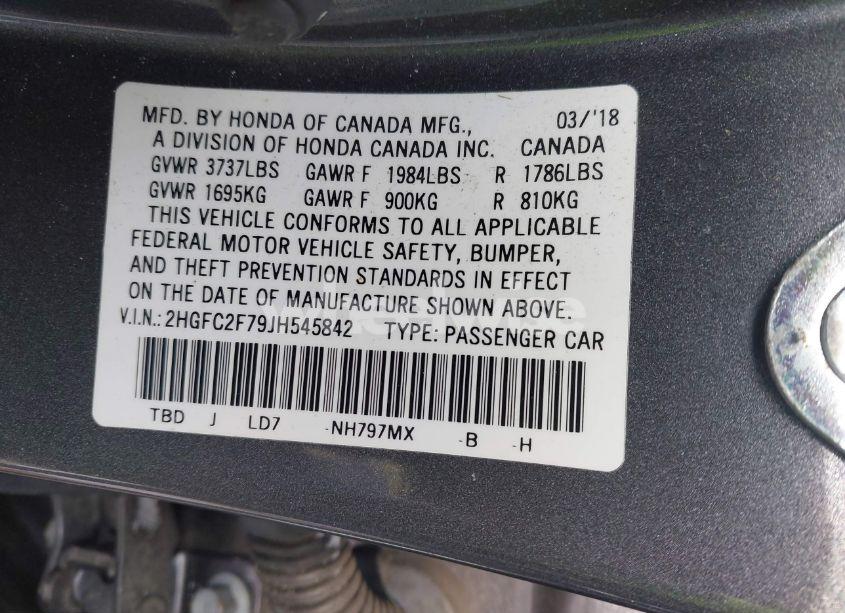 MFD. BY HONDA OF CANADA MFG., 03/'18
A DIVISION OF HONDA CANADA INC. CANADA
GVWR 3737LBS GAWR F 1984LBS R 1786LBS
GVWR 1695KG GAWR F 900KG R 810KG
THIS VEHICLE CONFORMS TO ALL APPLICABLE
FEDERAL MOTOR VEHICLE SAFETY, BUMPER,
AND THEFT PREVENTION STANDARDS IN EFFECT
ON THE DATE OF MANUFACTURE SHOWN ABOVE.
V.I.N.: 2HGFC2F79JH545842 TYPE: PASSENGER CAR
TBD J LD7 -NH797MX -B -H